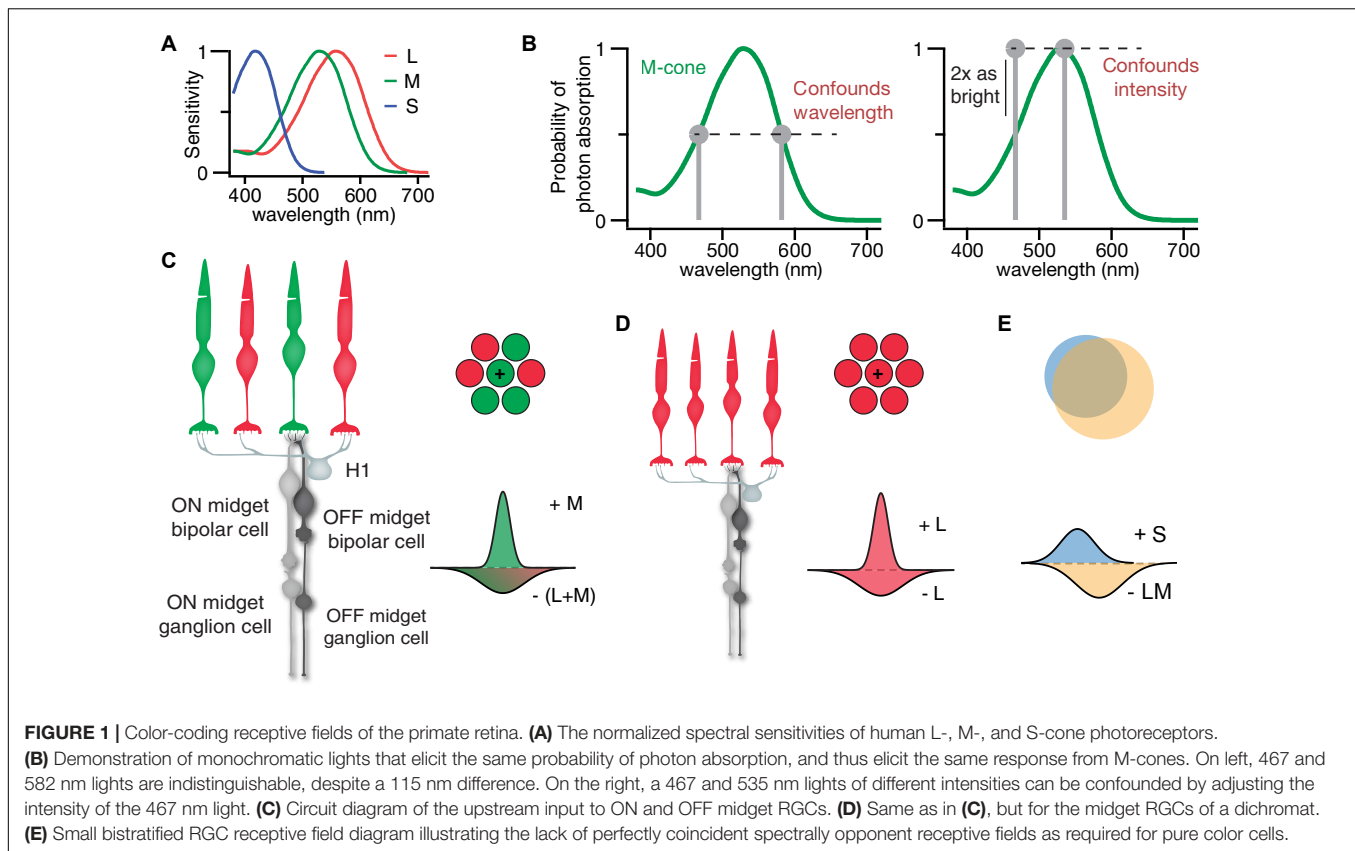 A
1
0
Sensitivity
L
M
S
400 500 600 700
wavelength (nm)
B
1
0
Probability of
photon absorption
M-cone
Confounds
wavelength
400 500 600 700
wavelength (nm)
1
0
2x as
bright
Confounds
intensity
400 500 600 700
wavelength (nm)
C
+
H1
ON midget
bipolar cell
OFF midget
bipolar cell
ON midget
ganglion cell
OFF midget
ganglion cell
+ M
- (L+M)
D
+
+ L
- L
E
+ S
- LM
FIGURE 1 | Color-coding receptive fields of the primate retina. (A) The normalized spectral sensitivities of human L-, M-, and S-cone photoreceptors.
(B) Demonstration of monochromatic lights that elicit the same probability of photon absorption, and thus elicit the same response from M-cones. On left, 467 and
582 nm lights are indistinguishable, despite a 115 nm difference. On the right, a 467 and 535 nm lights of different intensities can be confounded by adjusting the
intensity of the 467 nm light. (C) Circuit diagram of the upstream input to ON and OFF midget RGCs. (D) Same as in (C), but for the midget RGCs of a dichromat.
(E) Small bistratified RGC receptive field diagram illustrating the lack of perfectly coincident spectrally opponent receptive fields as required for pure color cells.